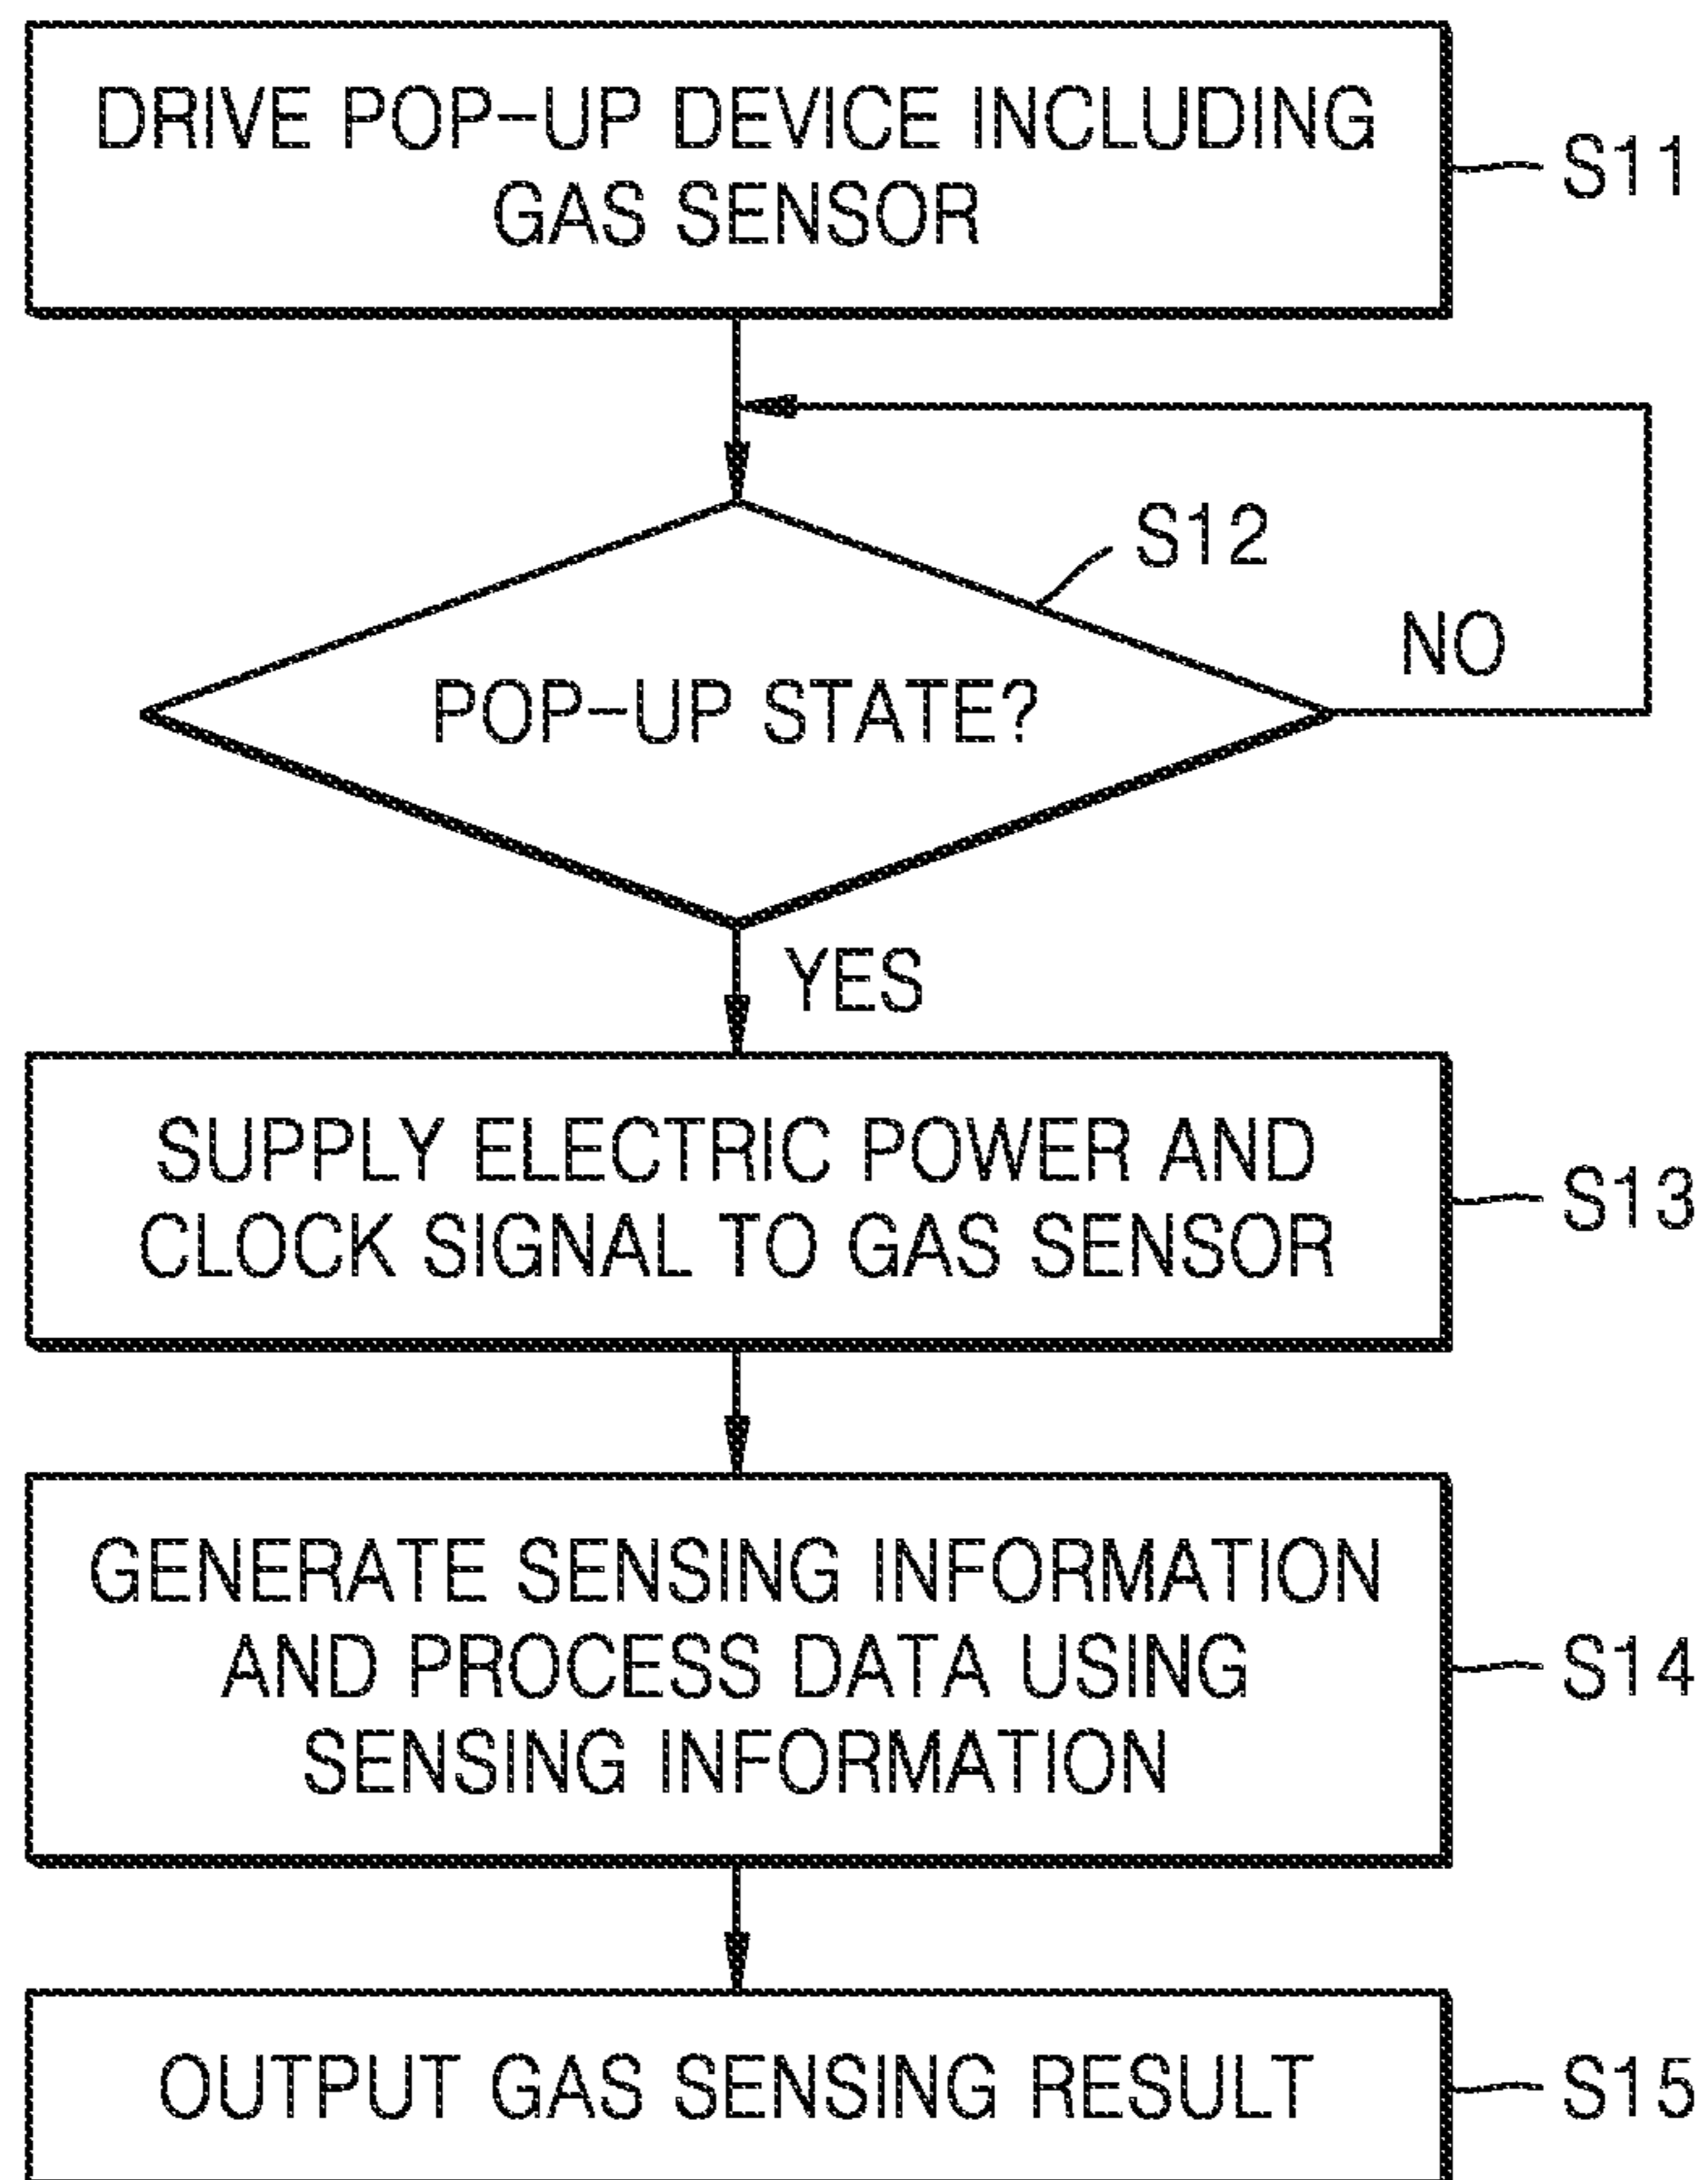 DRIVE POP-UP DEVICE INCLUDING
GAS SENSOR
S11
S12
NO
POP-UP STATE?
YES
SUPPLY ELECTRIC POWER AND
CLOCK SIGNAL TO GAS SENSOR
S13
GENERATE SENSING INFORMATION
AND PROCESS DATA USING
SENSING INFORMATION
S14
OUTPUT GAS SENSING RESULT
S15